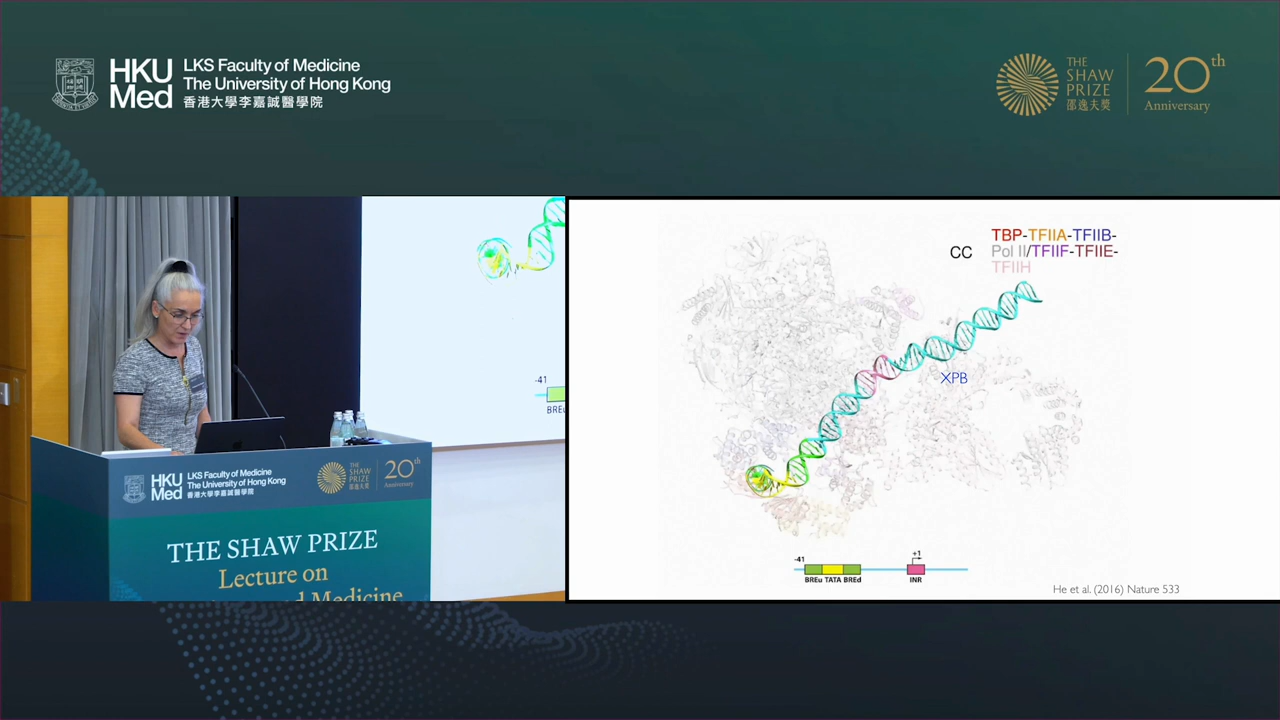 HKU
Med
LKS Faculty of Medicine
The University of Hong Kong
香港大學李嘉誠醫學院
THE
SHAW
PRIZE
邵逸夫獎
20th
Anniversary
-41
BREu
HKU
Med
LKS Faculty of Medicine
The University of Hong Kong
香港大學李嘉誠醫學院
THE
SHAW
PRIZE
邵逸夫獎
20th
Anniversary
THE SHAW PRIZE
Lecture on
Medicine
CC
TBP-TFIIA-TFIIB-
Pol II/TFIIF-TFIIE-
TFIIH
XPB
-41
+1
BREu TATA BREd
INR
He et al. (2016) Nature 533